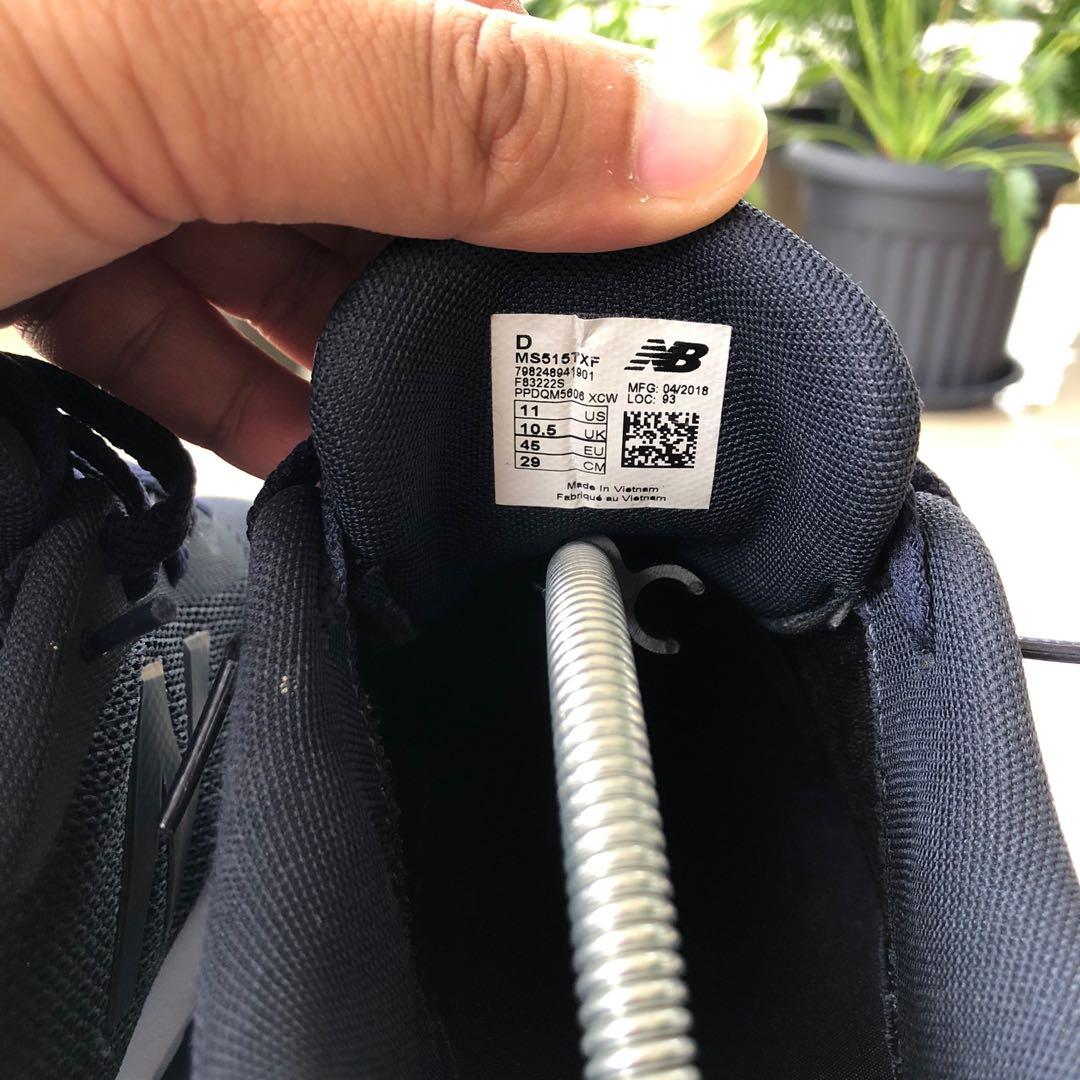 D
MS515TXF
798248941901
F83222S
PPDQM5606 XCW
NB
MFG: 04/2018
LOC: 93
11 US
10.5 UK
45 EU
29 CM
Made in Vietnam
Fabriqué au Vietnam